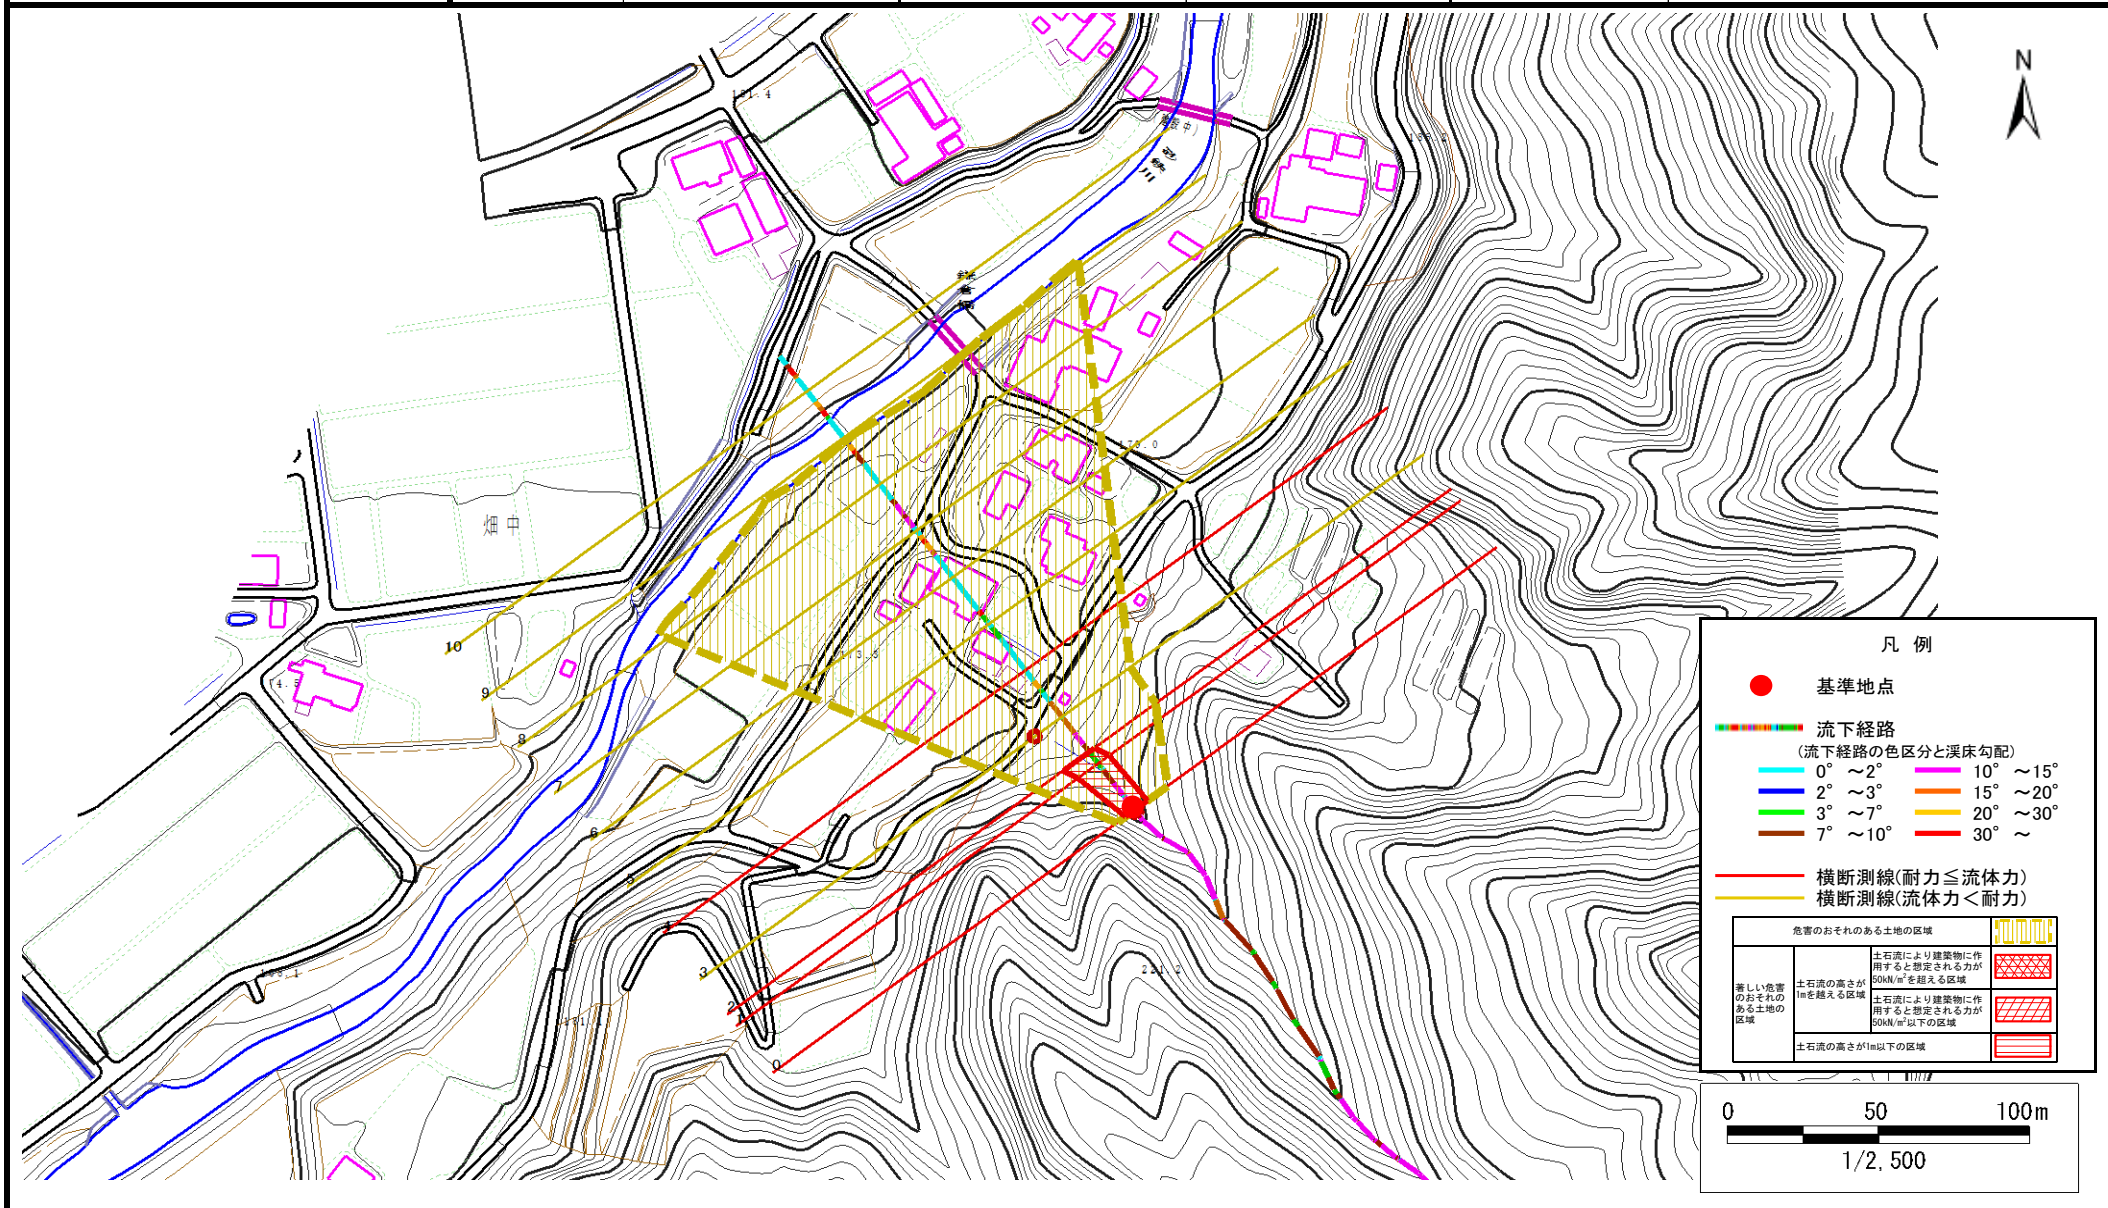 N
181.4
185.2
179.0
畑中
173.5
10
9
8
7
6
5
4
3
2
1
0
221.2
凡 例
基準地点
流下経路
(流下経路の色区分と渓床勾配)
0° ～2° 10° ～15°
2° ～3° 15° ～20°
3° ～7° 20° ～30°
7° ～10° 30° ～
横断測線(耐力≦流体力)
横断測線(流体力＜耐力)
危害のおそれのある土地の区域
著しい危害
のおそれの
ある土地の
区域
土石流の高さが
1mを越える区域
土石流により建築物に作
用すると想定される力が
50kN/m²を超える区域
土石流により建築物に作
用すると想定される力が
50kN/m²以下の区域
土石流の高さが1m以下の区域
0 50 100m
1/2,500